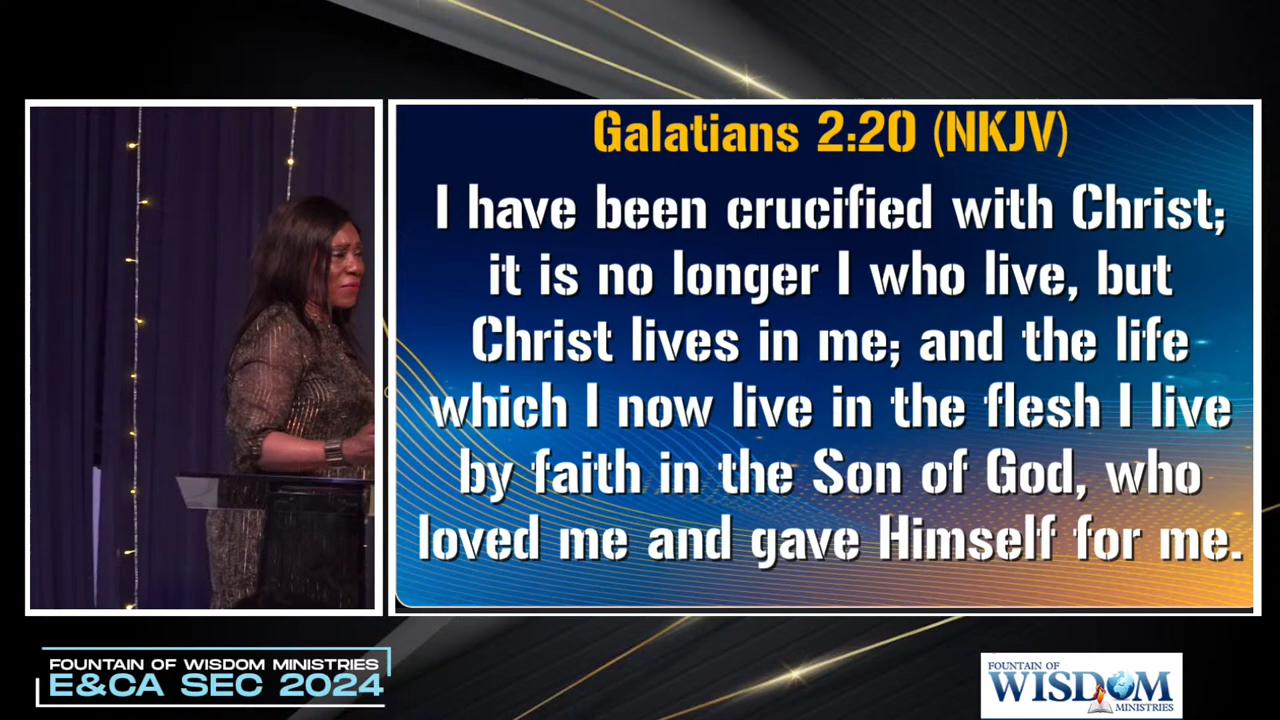 Galatians 2:20 (NKJV)
I have been crucified with Christ;
it is no longer I who live, but
Christ lives in me; and the life
which I now live in the flesh I live
by faith in the Son of God, who
loved me and gave Himself for me.
FOUNTAIN OF WISDOM MINISTRIES
E&CA SEC 2024
FOUNTAIN OF
WISDOM
MINISTRIES